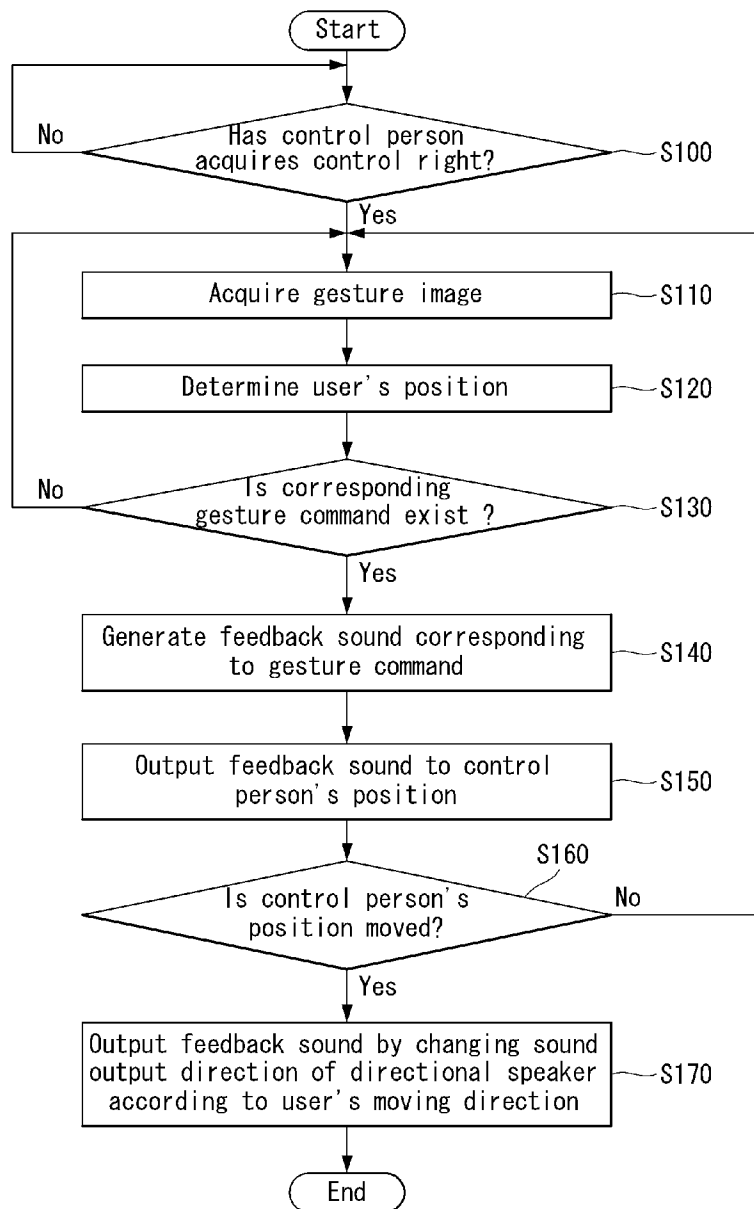 Start
No
Has control person
acquires control right?
S100
Yes
Acquire gesture image
S110
Determine user's position
S120
No
Is corresponding
gesture command exist ?
S130
Yes
Generate feedback sound corresponding
to gesture command
S140
Output feedback sound to control
person's position
S150
S160
Is control person's
position moved?
No
Yes
Output feedback sound by changing sound
output direction of directional speaker
according to user's moving direction
S170
End